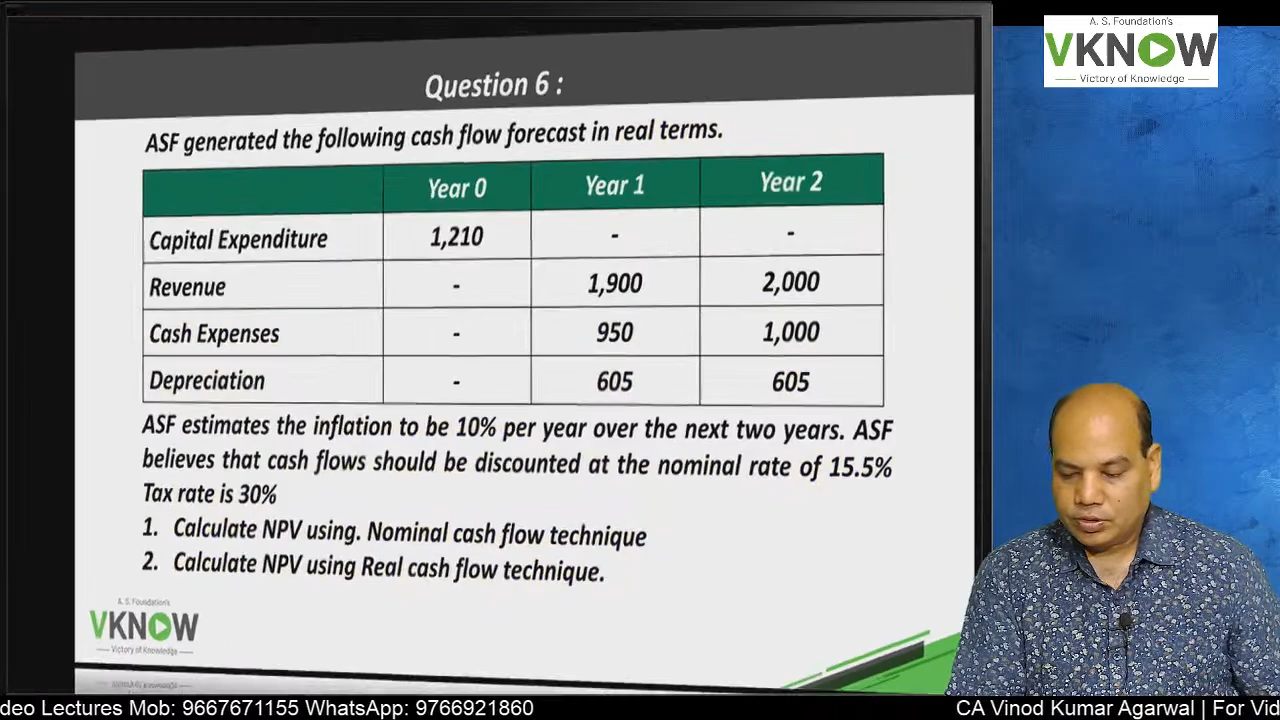 A. S. Foundation's
VKNOW
Victory of Knowledge
Question 6 :
ASF generated the following cash flow forecast in real terms.
Year 0 Year 1 Year 2
Capital Expenditure 1,210 - -
Revenue - 1,900 2,000
Cash Expenses - 950 1,000
Depreciation - 605 605
ASF estimates the inflation to be 10% per year over the next two years. ASF
believes that cash flows should be discounted at the nominal rate of 15.5%
Tax rate is 30%
1. Calculate NPV using. Nominal cash flow technique
2. Calculate NPV using Real cash flow technique.
A. S. Foundation's
VKNOW
Victory of Knowledge
deo Lectures Mob: 9667671155 WhatsApp: 9766921860 CA Vinod Kumar Agarwal | For Vid